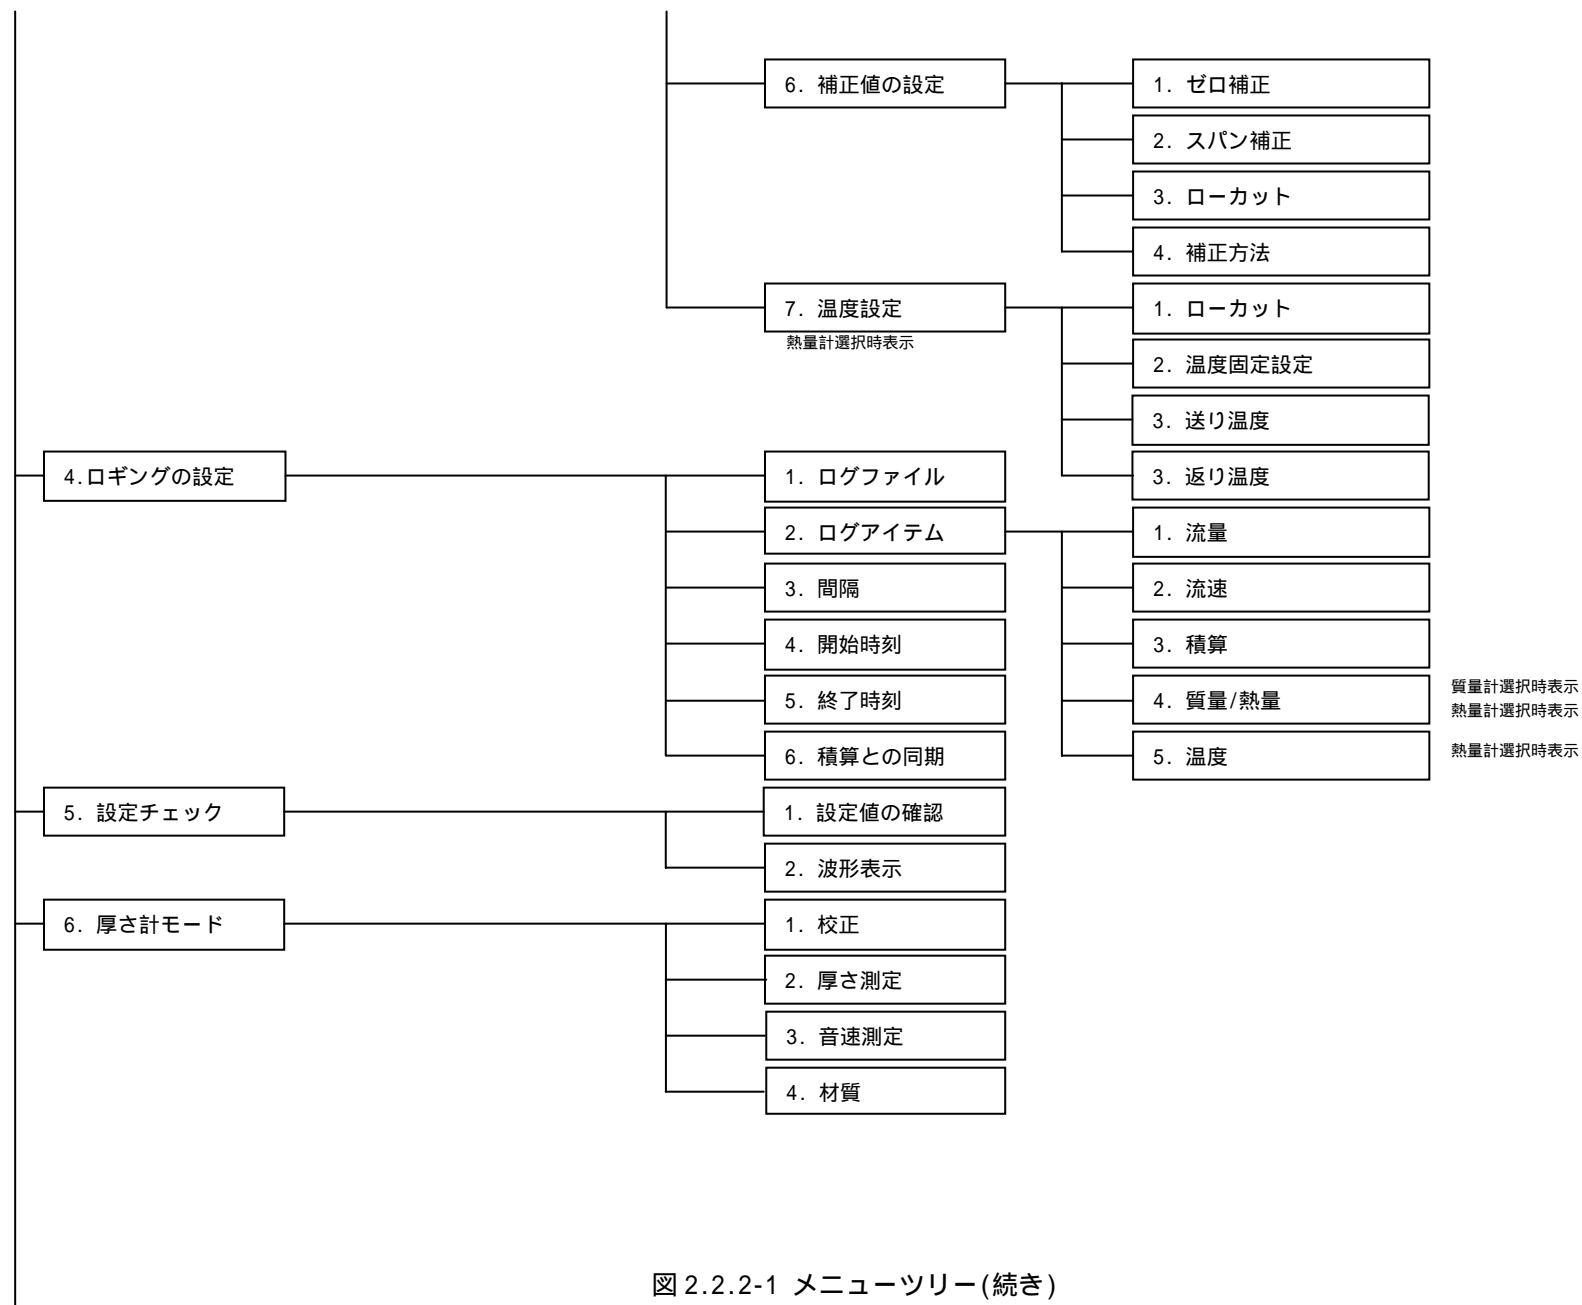 6. 補正値の設定
1. ゼロ補正
2. スパン補正
3. ローカット
4. 補正方法
7. 温度設定
熱量計選択時表示
1. ローカット
2. 温度固定設定
3. 送り温度
3. 返り温度
4.ロギングの設定
1. ログファイル
2. ログアイテム
1. 流量
2. 流速
3. 積算
4. 質量/熱量
質量計選択時表示
熱量計選択時表示
5. 温度
熱量計選択時表示
3. 間隔
4. 開始時刻
5. 終了時刻
6. 積算との同期
5. 設定チェック
1. 設定値の確認
2. 波形表示
6. 厚さ計モード
1. 校正
2. 厚さ測定
3. 音速測定
4. 材質
図 2.2.2-1 メニューツリー(続き)